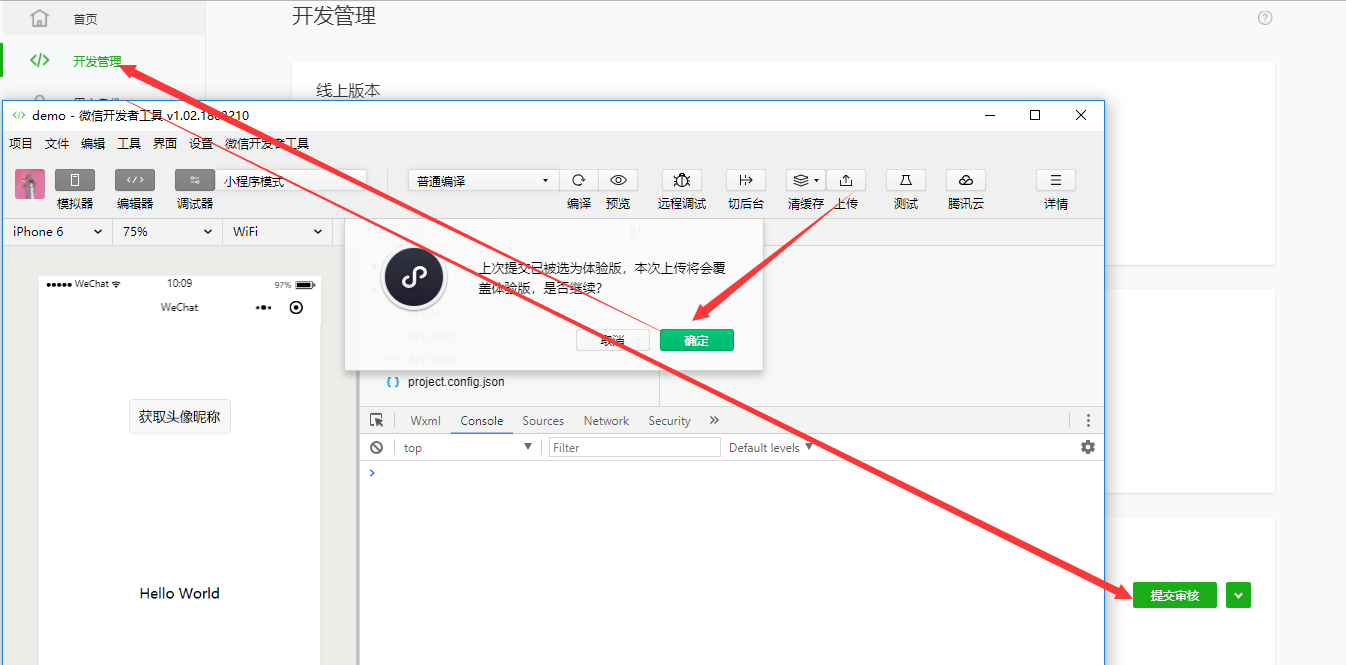 首页
开发管理
?
开发管理
线上版本
demo - 微信开发者工具 v1.02.180
210
项目 文件 编辑 工具 界面 设置 微信开发者工具
小程序模式
普通编译
模拟器 编辑器 调试器
编译 预览 远程调试 切后台 清缓存 上传 测试 腾讯云 详情
iPhone 6 75% WiFi
WeChat 10:09 97%
WeChat
上次提交已被选为体验版，本次上传将会覆
盖体验版，是否继续？
取消 确定
app.json
{ } project.config.json
获取头像昵称
Wxml Console Sources Network Security »
top Filter Default levels
Hello World
提交审核